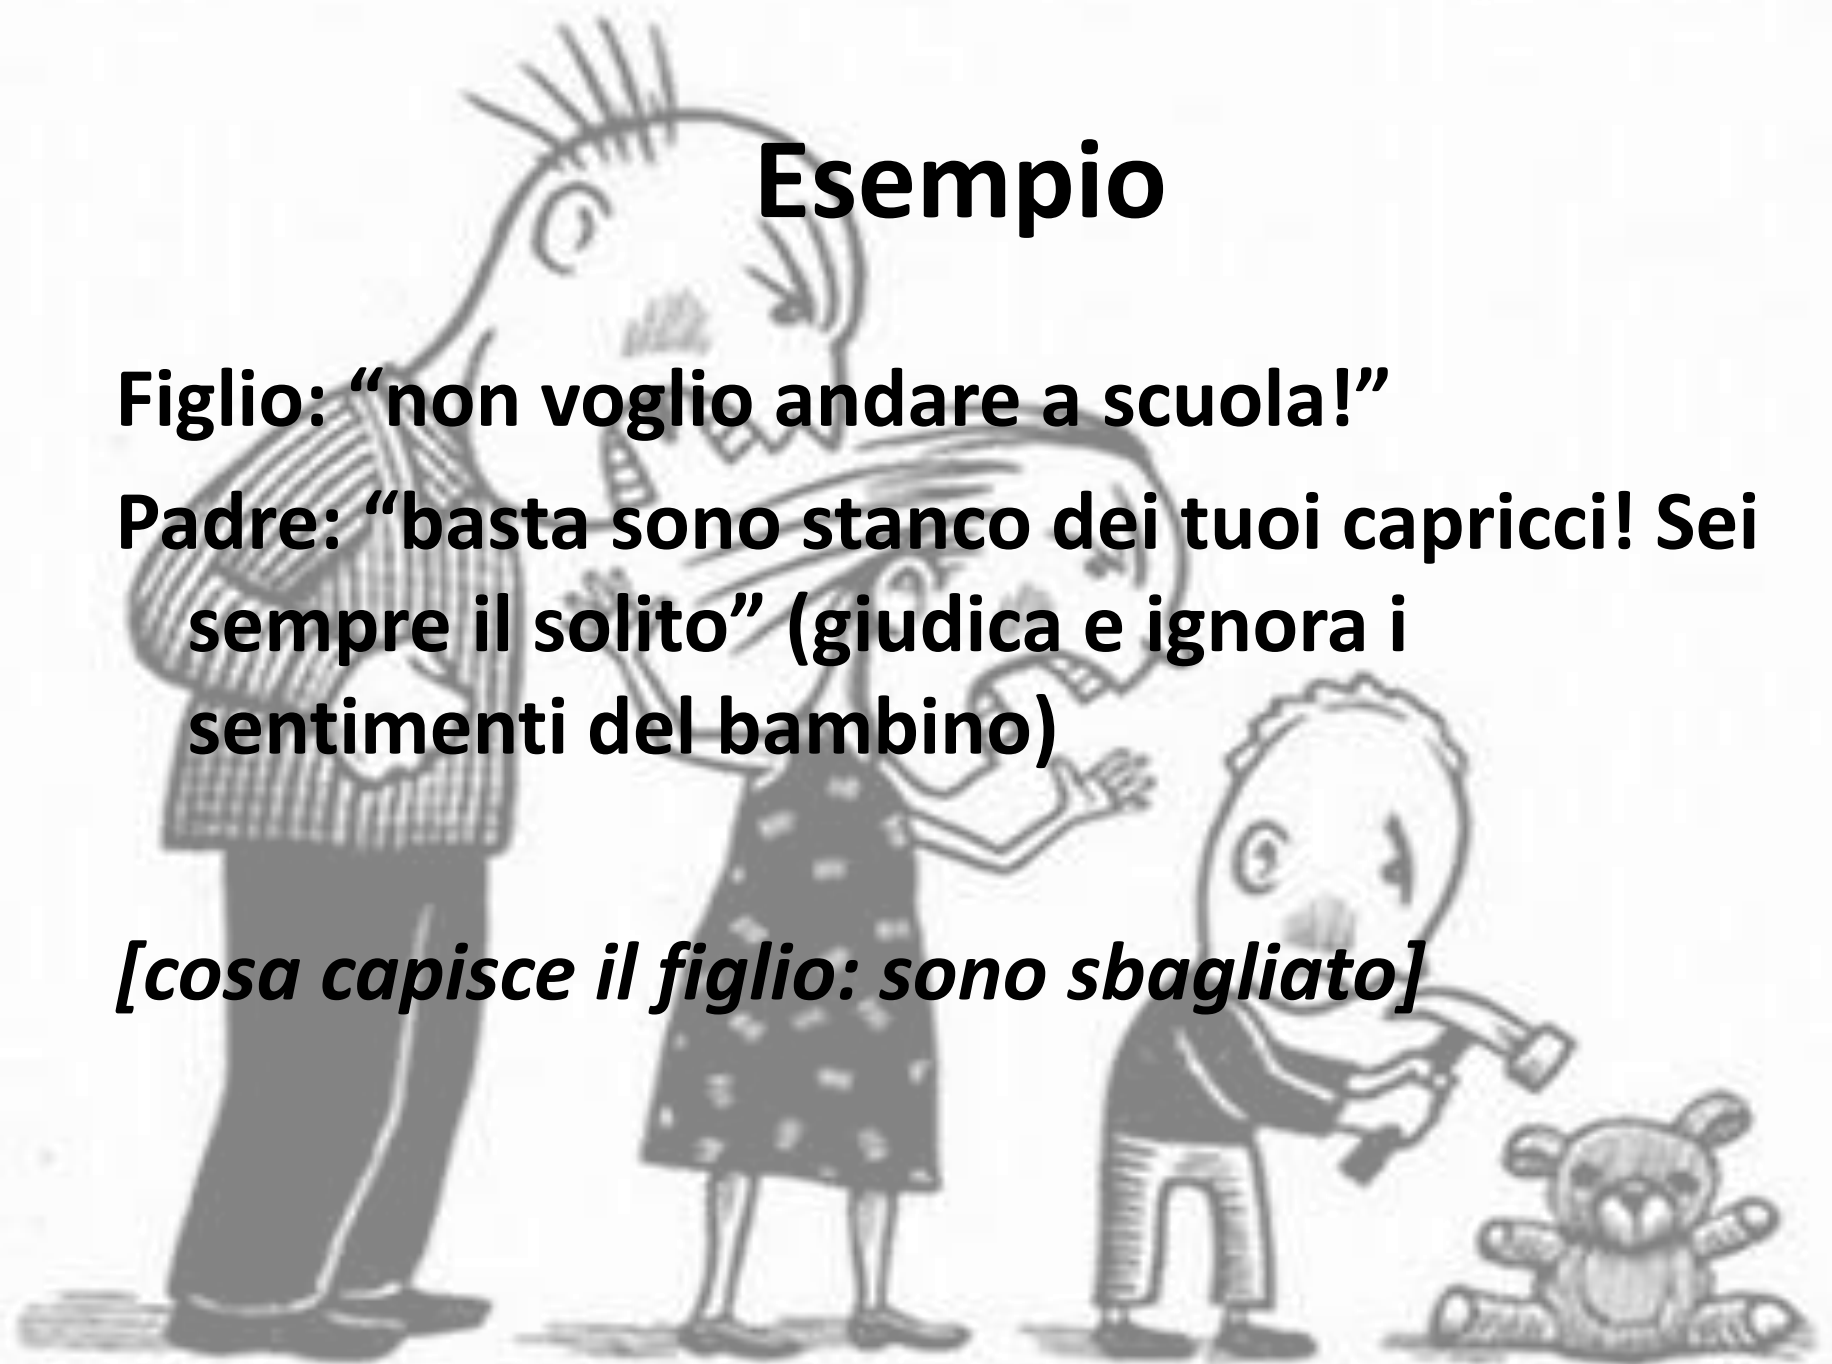 Esempio
Figlio: “non voglio andare a scuola!”
Padre: “basta sono stanco dei tuoi capricci! Sei
sempre il solito” (giudica e ignora i
sentimenti del bambino)
[cosa capisce il figlio: sono sbagliato]